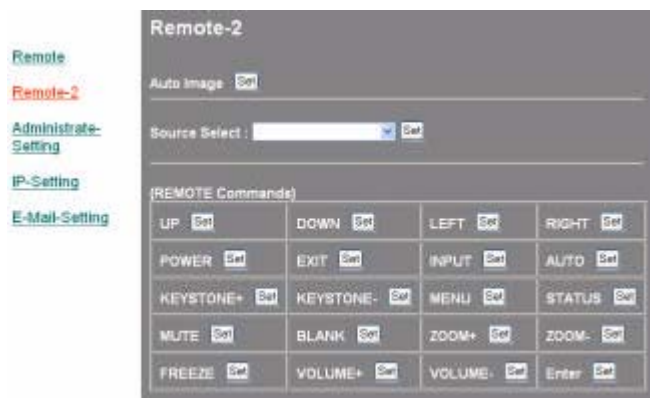 Remote-2
Remote
Remote-2
Administrate-
Setting
IP-Setting
E-Mail-Setting
Auto Image Set
Source Select : Set
(REMOTE Commands)
UP Set DOWN Set LEFT Set RIGHT Set
POWER Set EXIT Set INPUT Set AUTO Set
KEYSTONE+ Set KEYSTONE- Set MENU Set STATUS Set
MUTE Set BLANK Set ZOOM+ Set ZOOM- Set
FREEZE Set VOLUME+ Set VOLUME- Set Enter Set